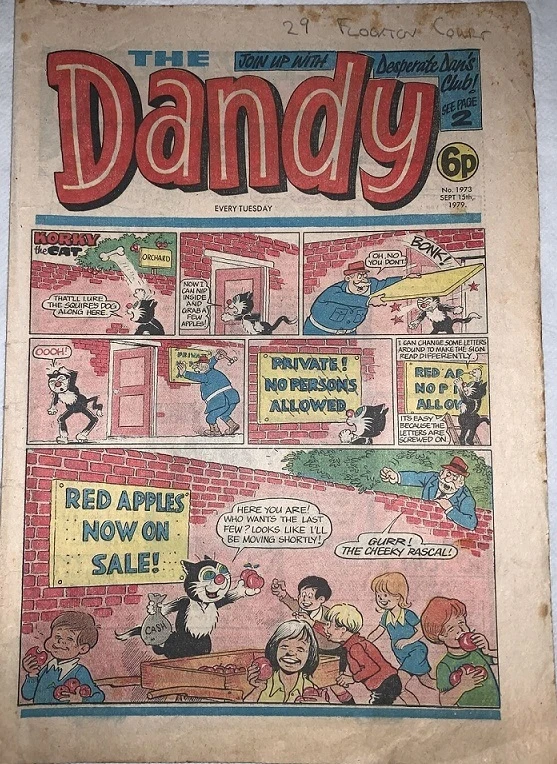 29 Flockton Court
THE
Dandy
JOIN UP WITH
Desperate Dan's
Club!
SEE PAGE
2
6p
No. 1973
SEPT 15th,
1979.
EVERY TUESDAY
KORKY
the CAT
ORCHARD
THAT'LL LURE
THE SQUIRE'S DOG
ALONG HERE.
NOW I
CAN NIP
INSIDE
AND
GRAB A
FEW
APPLES!
OH, NO
YOU DON'T.
BONK!
OOOH!
PRIV
PRIVATE!
NO PERSONS
ALLOWED
I CAN CHANGE SOME LETTERS
AROUND TO MAKE THE SIGN
READ DIFFERENTLY.
RED AP
NO P
ALLO
IT'S EASY
BECAUSE THE
LETTERS ARE
SCREWED ON
RED APPLES
NOW ON
SALE!
HERE YOU ARE!
WHO WANTS THE LAST
FEW? LOOKS LIKE I'LL
BE MOVING SHORTLY!
GURR!
THE CHEEKY RASCAL!
CASH